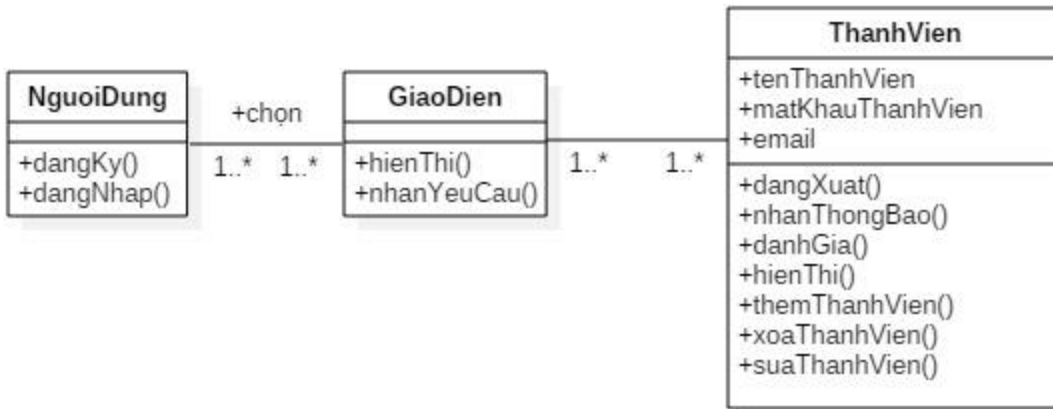 NguoiDung
+dangKy()
+dangNhap()
+chọn
1..* 1..*
GiaoDien
+hienThi()
+nhanYeuCau()
1..* 1..*
ThanhVien
+tenThanhVien
+matKhauThanhVien
+email
+dangXuat()
+nhanThongBao()
+danhGia()
+hienThi()
+themThanhVien()
+xoaThanhVien()
+suaThanhVien()